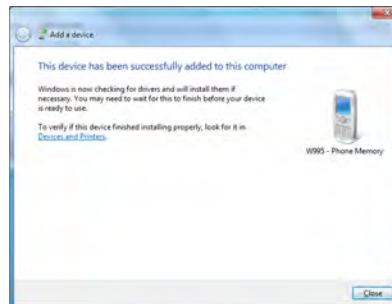 Add a device
This device has been successfully added to this computer
Windows is now checking for drivers and will install them if
necessary. You may need to wait for this to finish before your device
is ready to use.
To verify if this device finished installing properly, look for it in
Devices and Printers.
W995 - Phone Memory
Close